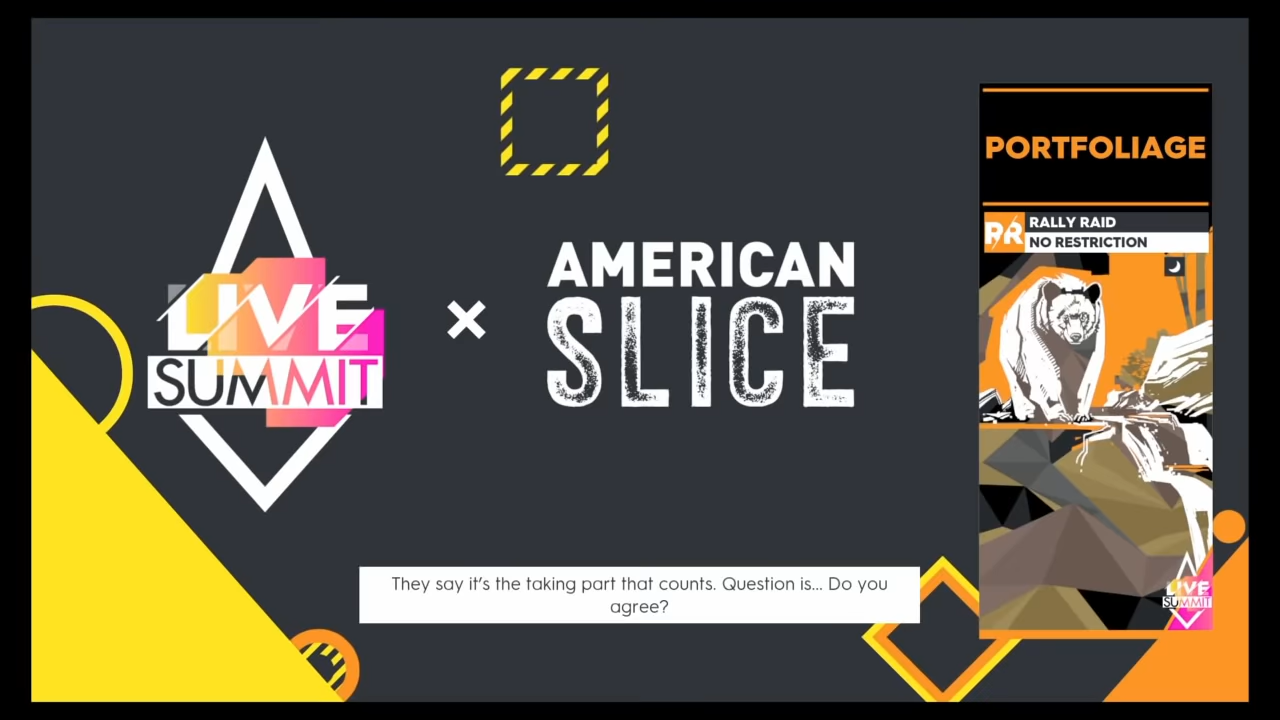 LIVE
SUMMIT
×
AMERICAN
SLICE
PORTFOLIAGE
RR
RALLY RAID
NO RESTRICTION
LIVE
SUMMIT
They say it's the taking part that counts. Question is... Do you
agree?